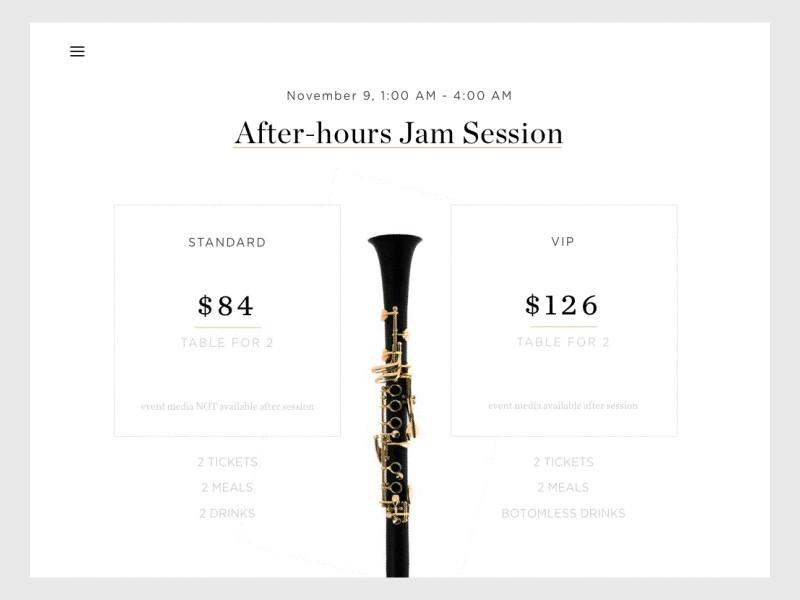 November 9, 1:00 AM - 4:00 AM
After-hours Jam Session
STANDARD
$84
TABLE FOR 2
event media NOT available after session
2 TICKETS
2 MEALS
2 DRINKS
VIP
$126
TABLE FOR 2
event media available after session
2 TICKETS
2 MEALS
BOTOMLESS DRINKS